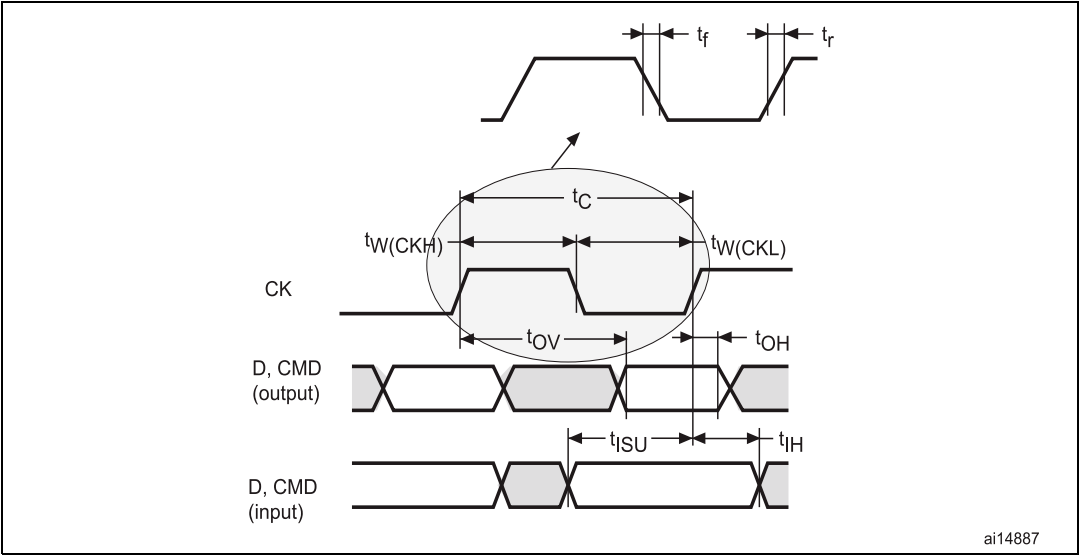 tf
tr
tC
tW(CKH)
tW(CKL)
CK
tOV
tOH
D, CMD
(output)
tISU
tIH
D, CMD
(input)
ai14887